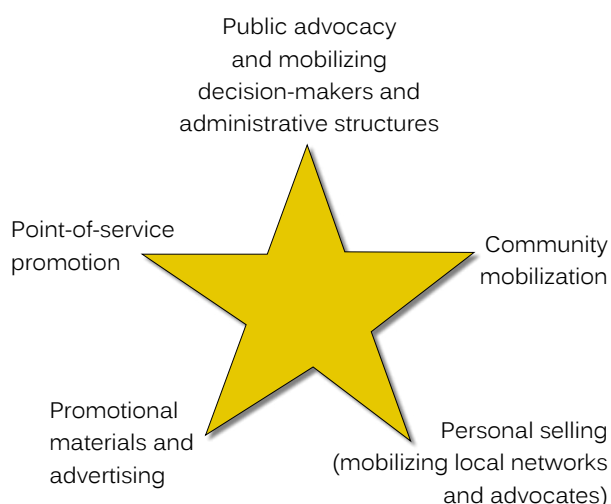 Public advocacy
and mobilizing
decision-makers and
administrative structures
Point-of-service
promotion
Community
mobilization
Promotional
materials and
advertising
Personal selling
(mobilizing local networks
and advocates)